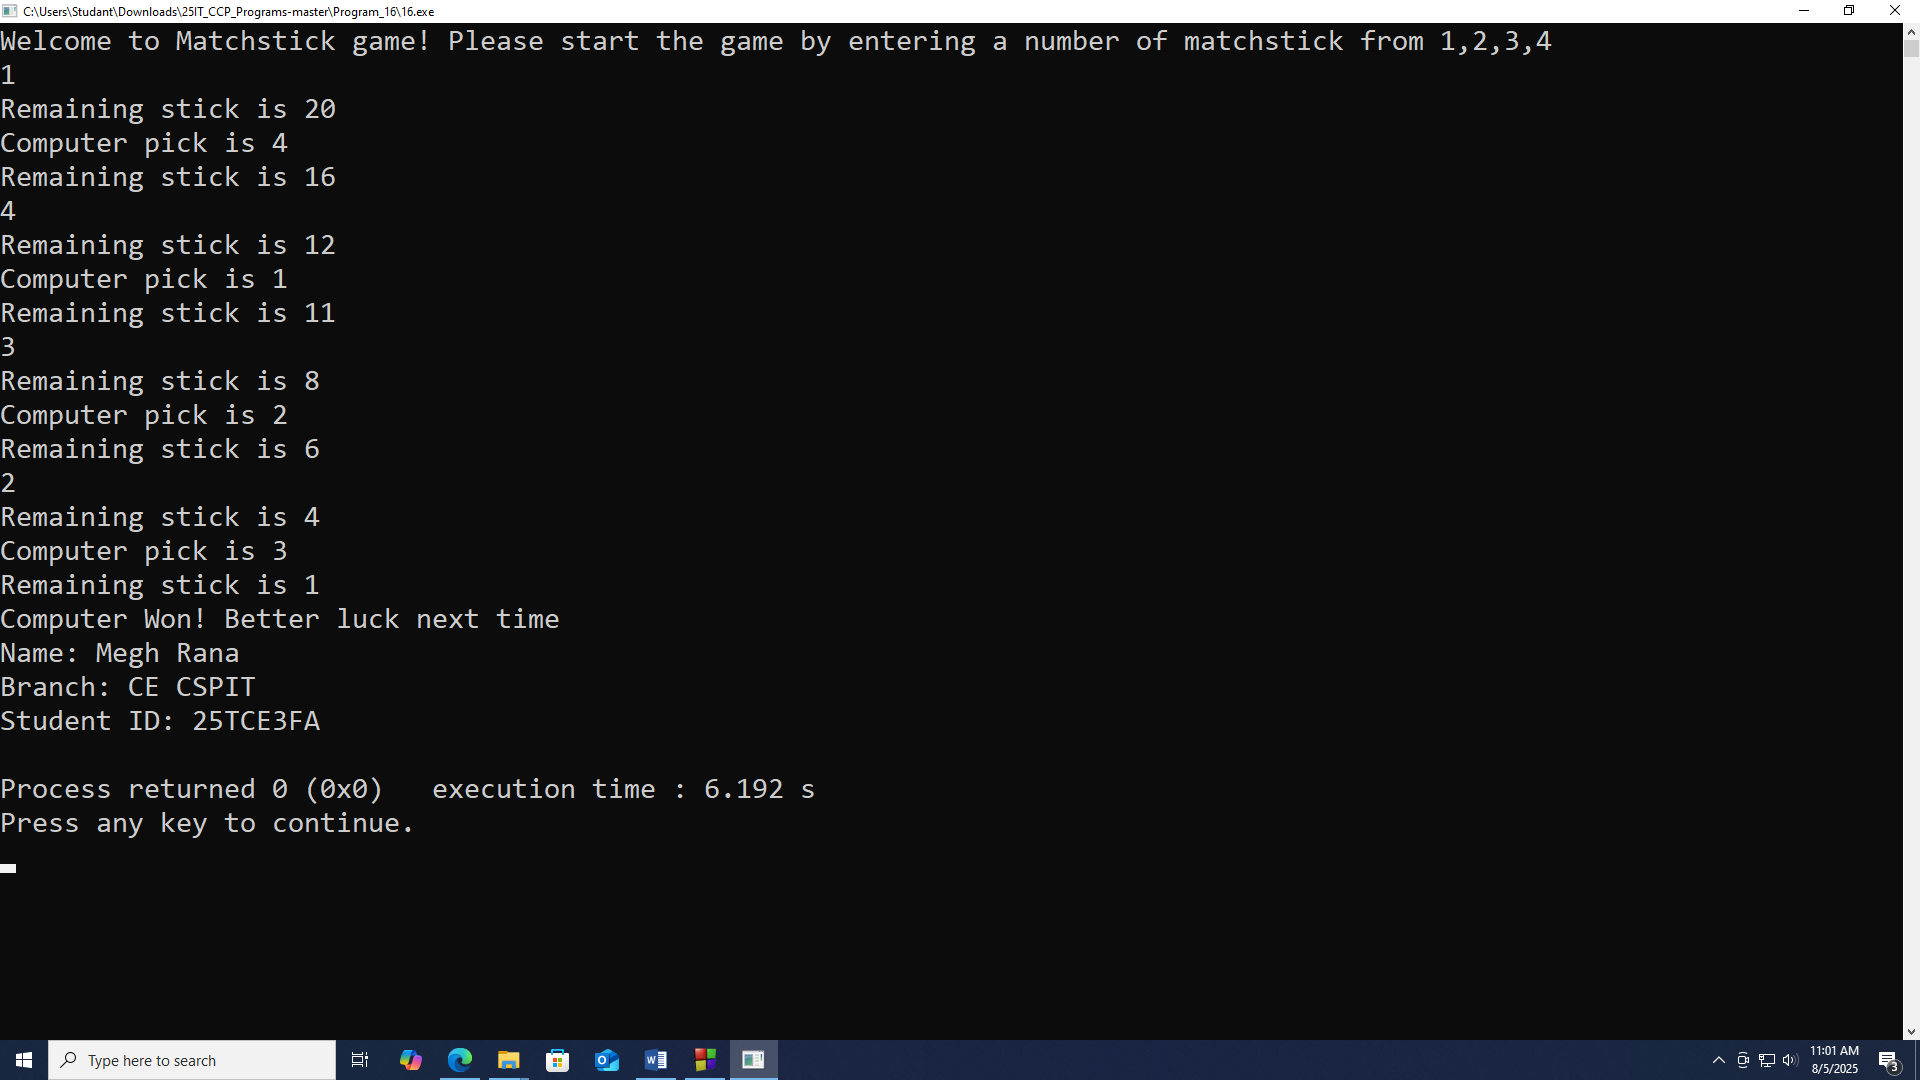 C:\Users\Studant\Downloads\25IT_CCP_Programs-master\Program_16\16.exe
Welcome to Matchstick game! Please start the game by entering a number of matchstick from 1,2,3,4
1
Remaining stick is 20
Computer pick is 4
Remaining stick is 16
4
Remaining stick is 12
Computer pick is 1
Remaining stick is 11
3
Remaining stick is 8
Computer pick is 2
Remaining stick is 6
2
Remaining stick is 4
Computer pick is 3
Remaining stick is 1
Computer Won! Better luck next time
Name: Megh Rana
Branch: CE CSPIT
Student ID: 25TCE3FA
Process returned 0 (0x0)   execution time : 6.192 s
Press any key to continue.
Type here to search
11:01 AM
8/5/2025
3